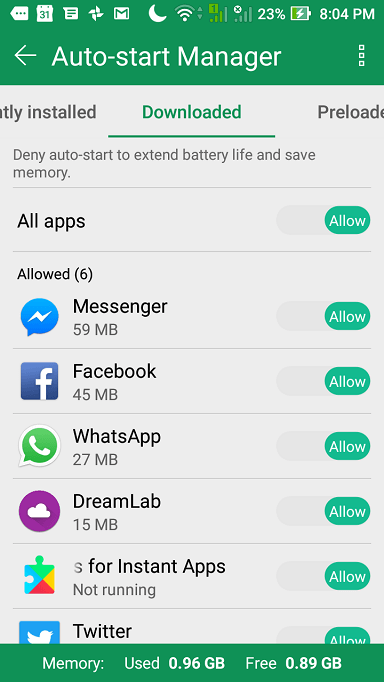 31
23%
8:04 PM
Auto-start Manager
ntly installed
Downloaded
Preloade
Deny auto-start to extend battery life and save
memory.
All apps
Allow
Allowed (6)
Messenger
Allow
59 MB
Facebook
Allow
45 MB
WhatsApp
Allow
27 MB
DreamLab
Allow
15 MB
s for Instant Apps
Allow
Not running
Twitter
Allow
Memory: Used 0.96 GB Free 0.89 GB